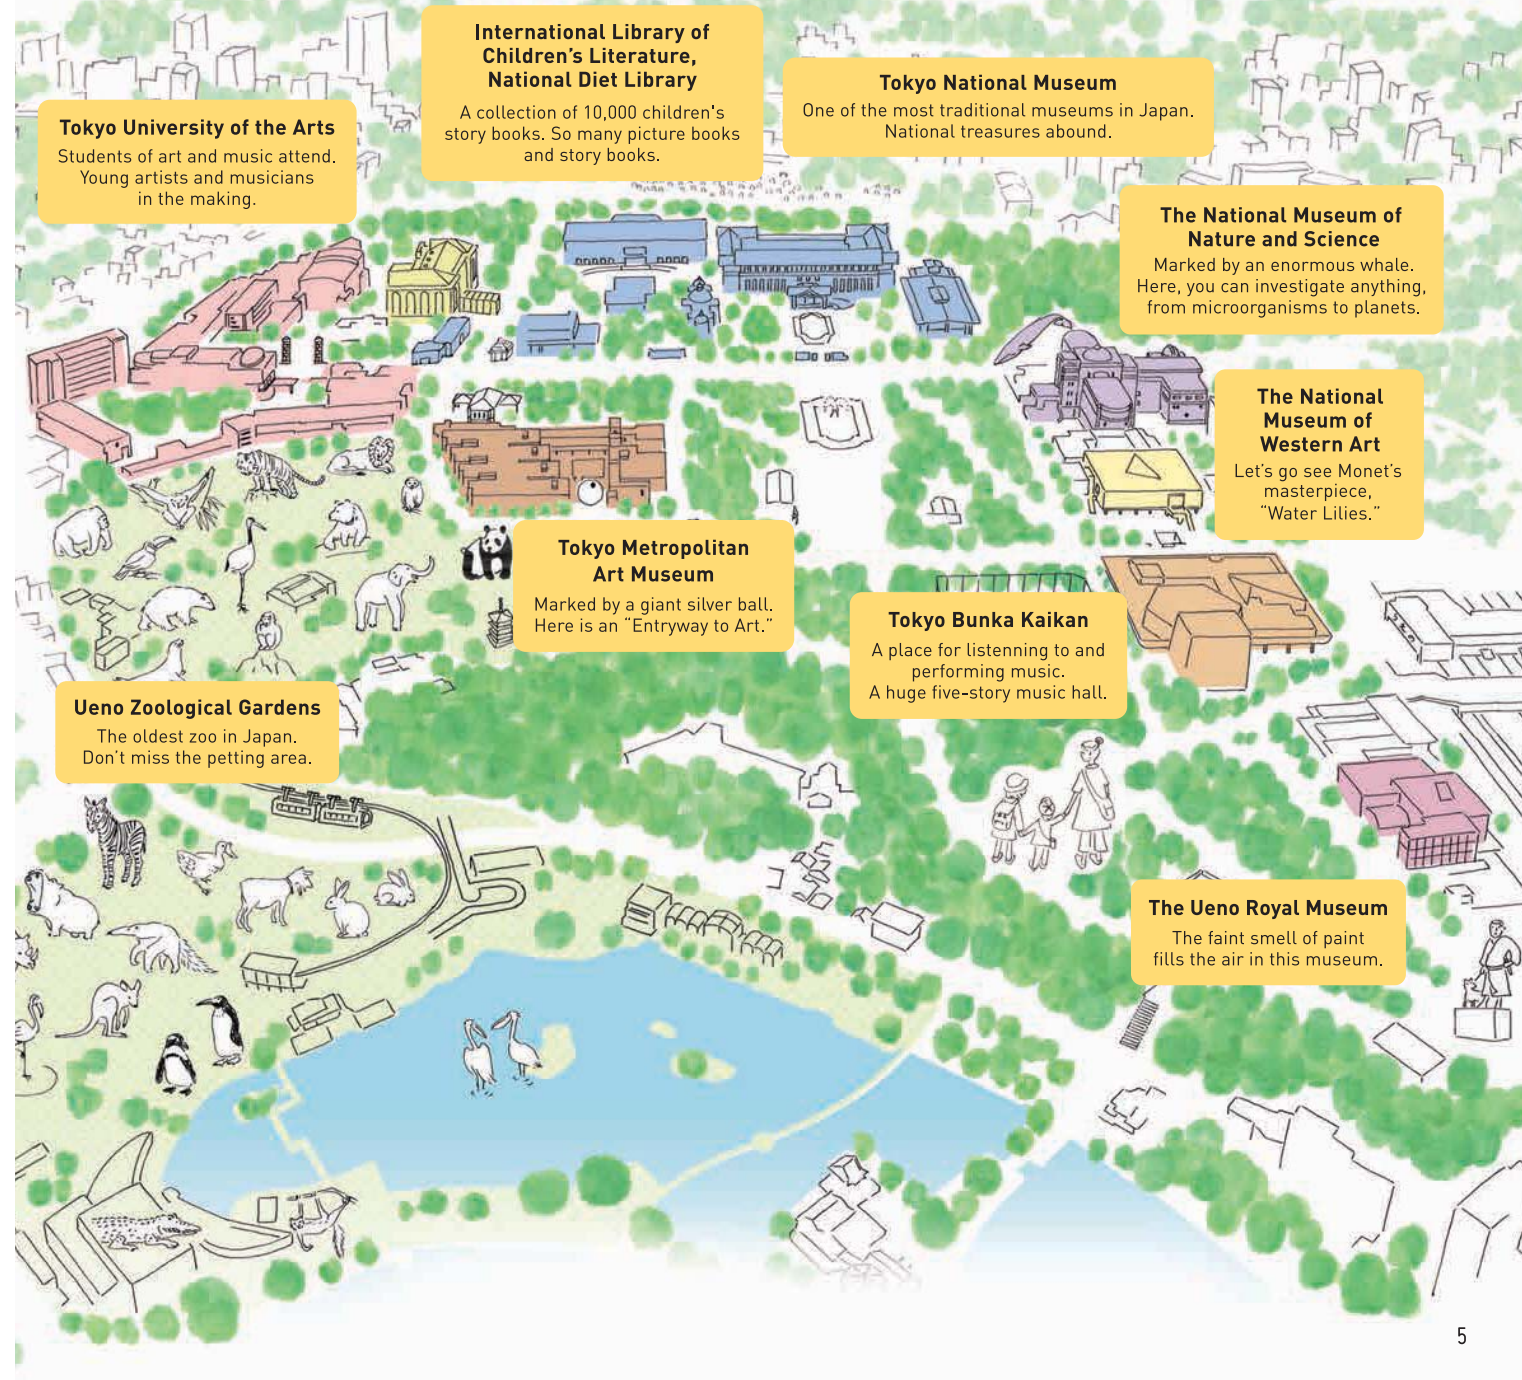 International Library of
Children's Literature,
National Diet Library
A collection of 10,000 children's
story books. So many picture books
and story books.
Tokyo National Museum
One of the most traditional museums in Japan.
National treasures abound.
Tokyo University of the Arts
Students of art and music attend.
Young artists and musicians
in the making.
The National Museum of
Nature and Science
Marked by an enormous whale.
Here, you can investigate anything,
from microorganisms to planets.
The National
Museum of
Western Art
Let's go see Monet's
masterpiece,
“Water Lilies.”
Tokyo Metropolitan
Art Museum
Marked by a giant silver ball.
Here is an “Entryway to Art.”
Tokyo Bunka Kaikan
A place for listenning to and
performing music.
A huge five-story music hall.
Ueno Zoological Gardens
The oldest zoo in Japan.
Don't miss the petting area.
The Ueno Royal Museum
The faint smell of paint
fills the air in this museum.
5